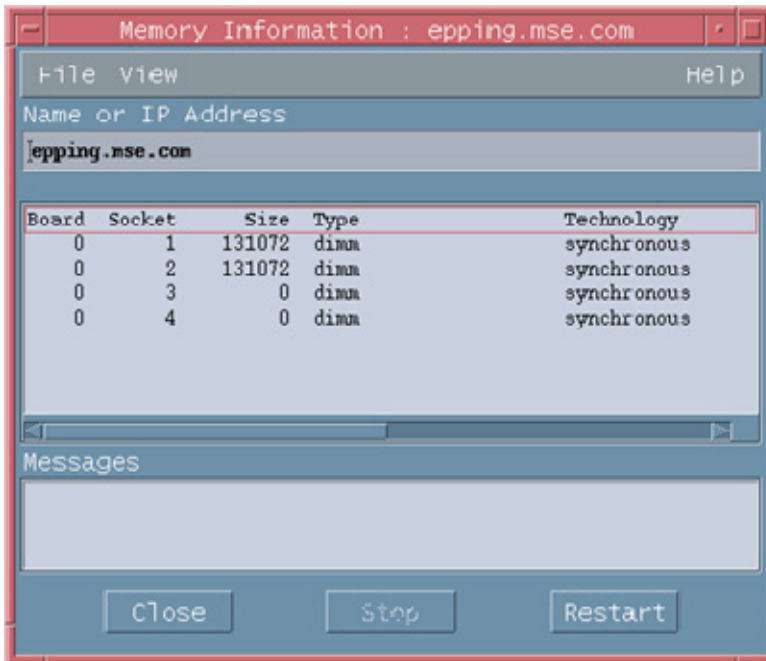 Memory Information : epping.mse.com
File View Help
Name or IP Address
epping.mse.com
Board Socket Size Type Technology
0 1 131072 dimm synchronous
0 2 131072 dimm synchronous
0 3 0 dimm synchronous
0 4 0 dimm synchronous
Messages
Close Stop Restart